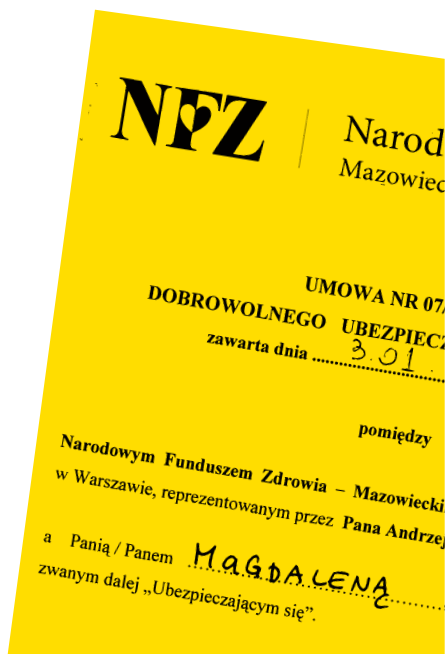 NFZ
Narod
Mazowiec
UMOWA NR 07/
DOBROWOLNEGO UBEZPIECZ
zawarta dnia ........ 3.01. ........
pomiędzy
Narodowym Funduszem Zdrowia – Mazowiecki
w Warszawie, reprezentowanym przez Pana Andrzej
a Panią / Panem MaGDALENĄ ........
zwanym dalej „Ubezpieczającym się”.